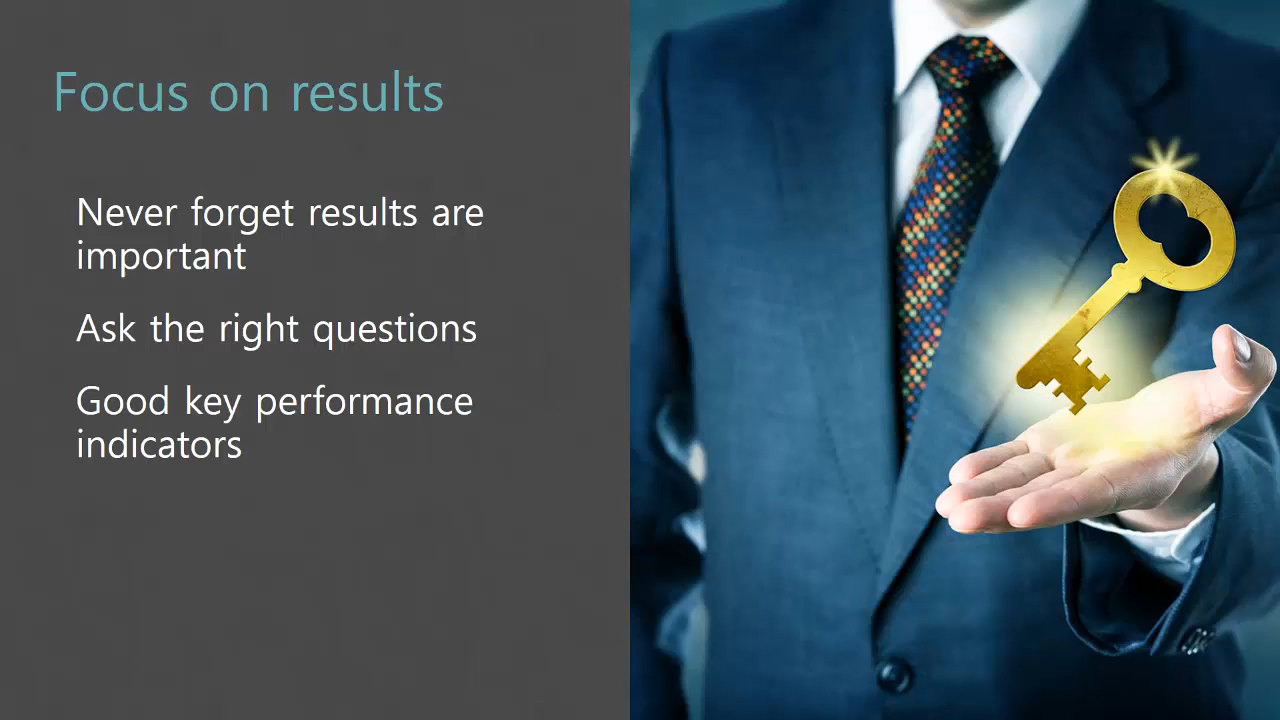 Focus on results
Never forget results are
important
Ask the right questions
Good key performance
indicators